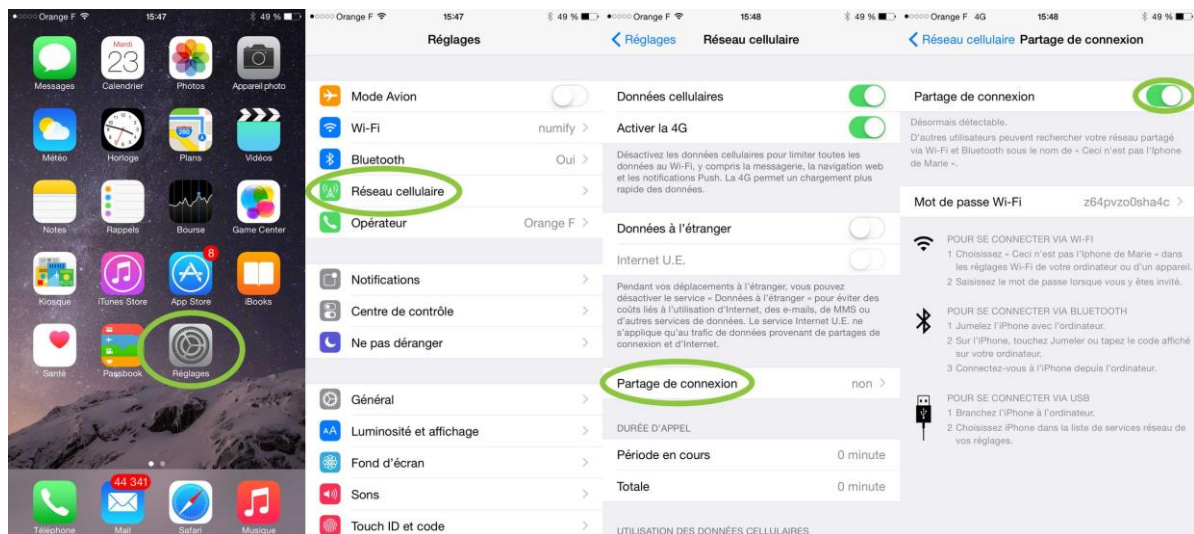 Orange F 15:47 49 %
Mardi
23
Messages Calendrier Photos Appareil photo
280
Météo Horloge Plans Vidéos
Notes Rappels Bourse Game Center
8
Kiosque iTunes Store App Store iBooks
Santé Passbook Réglages
44 341
Téléphone Mail Safari Musique
Orange F 15:47 49 %
Réglages
Mode Avion
Wi-Fi numify
Bluetooth Oui
Réseau cellulaire
Opérateur Orange F
Notifications
Centre de contrôle
Ne pas déranger
Général
AA Luminosité et affichage
Fond d'écran
Sons
Touch ID et code
Orange F 15:48 49 %
Réglages Réseau cellulaire
Données cellulaires
Activer la 4G
Désactivez les données cellulaires pour limiter toutes les
données au Wi-Fi, y compris la messagerie, la navigation web
et les notifications Push. La 4G permet un chargement plus
rapide des données.
Données à l'étranger
Internet U.E.
Pendant vos déplacements à l'étranger, vous pouvez
désactiver le service « Données à l'étranger » pour éviter des
coûts liés à l'utilisation d'Internet, des e-mails, de MMS ou
d'autres services de données. Le service Internet U.E. ne
s'applique qu'au trafic de données provenant de partages de
connexion et d'Internet.
Partage de connexion non
DURÉE D'APPEL
Période en cours 0 minute
Totale 0 minute
UTILISATION DES DONNÉES CELLULAIRES
Orange F 4G 15:48 49 %
Réseau cellulaire Partage de connexion
Partage de connexion
Désormais détectable.
D'autres utilisateurs peuvent rechercher votre réseau partagé
via Wi-Fi et Bluetooth sous le nom de « Ceci n'est pas l'Iphone
de Marie ».
Mot de passe Wi-Fi z64pvzo0sha4c
POUR SE CONNECTER VIA WI-FI
1 Choisissez « Ceci n'est pas l'Iphone de Marie » dans
les réglages Wi-Fi de votre ordinateur ou d'un appareil.
2 Saisissez le mot de passe lorsque vous y êtes invité.
POUR SE CONNECTER VIA BLUETOOTH
1 Jumelez l'iPhone avec l'ordinateur.
2 Sur l'iPhone, touchez Jumeler ou tapez le code affiché
sur votre ordinateur.
3 Connectez-vous à l'iPhone depuis l'ordinateur.
POUR SE CONNECTER VIA USB
1 Branchez l'iPhone à l'ordinateur.
2 Choisissez iPhone dans la liste de services réseau de
vos réglages.